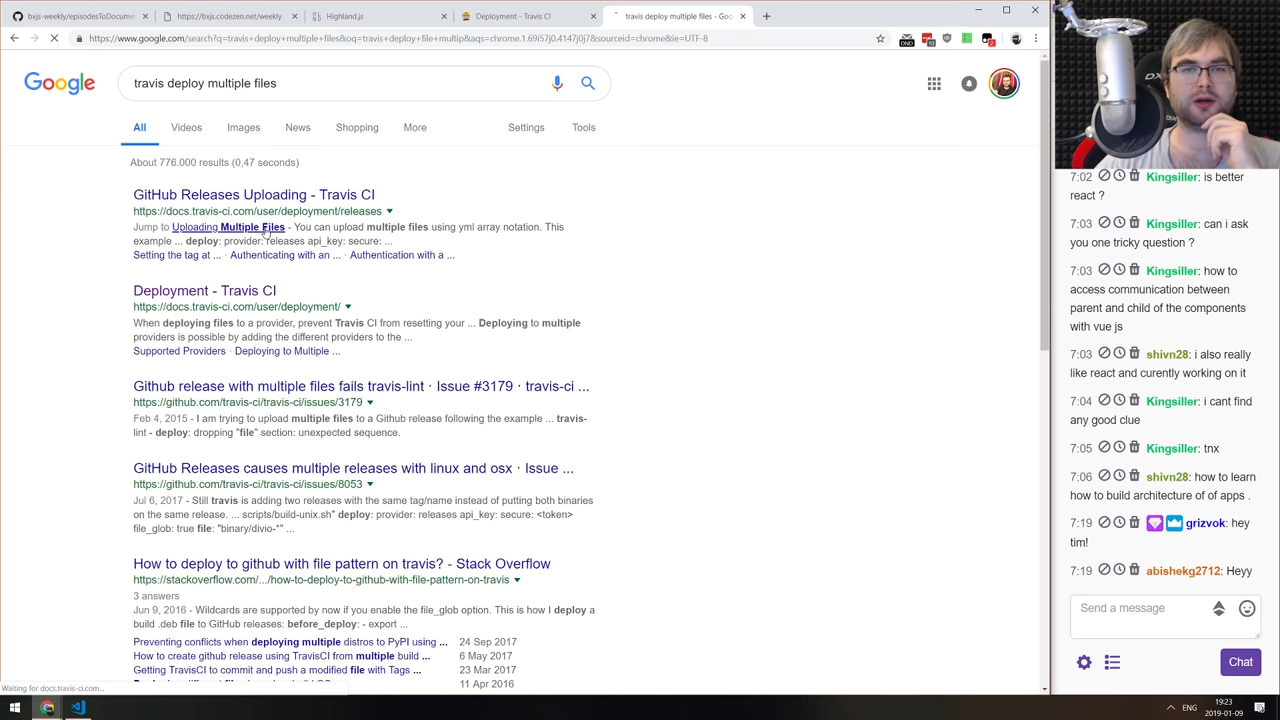 bxjs-weekly/episodesToDocume
https://bxjs.codezen.net/weekly
Highland.js
Deployment - Travis CI
travis deploy multiple files - Goo
https://www.google.com/search?q=travis+deploy+multiple+files&oq=travis+deploy+file+multip&aqs=chrome.1.69i57j0.4147j0j7&sourceid=chrome&ie=UTF-8
Google
travis deploy multiple files
All Videos Images News Shopping More Settings Tools
About 776.000 results (0,47 seconds)
GitHub Releases Uploading - Travis CI
https://docs.travis-ci.com/user/deployment/releases
Jump to Uploading Multiple Files - You can upload multiple files using yml array notation. This
example ... deploy: provider: releases api_key: secure: ...
Setting the tag at ... · Authenticating with an ... · Authentication with a ...
Deployment - Travis CI
https://docs.travis-ci.com/user/deployment/
When deploying files to a provider, prevent Travis CI from resetting your ... Deploying to multiple
providers is possible by adding the different providers to the ...
Supported Providers · Deploying to Multiple ...
Github release with multiple files fails travis-lint · Issue #3179 · travis-ci ...
https://github.com/travis-ci/travis-ci/issues/3179
Feb 4, 2015 - I am trying to upload multiple files to a Github release following the example ... travis-
lint - deploy: dropping "file" section: unexpected sequence.
GitHub Releases causes multiple releases with linux and osx · Issue ...
https://github.com/travis-ci/travis-ci/issues/8053
Jul 6, 2017 - Still travis is adding two releases with the same tag/name instead of putting both binaries
on the same release. ... scripts/build-unix.sh" deploy: provider: releases api_key: secure: <token>
file_glob: true file: "binary/divio-*" ...
How to deploy to github with file pattern on travis? - Stack Overflow
https://stackoverflow.com/.../how-to-deploy-to-github-with-file-pattern-on-travis
3 answers
Jun 9, 2016 - Wildcards are supported by now if you enable the file_glob option. This is how I deploy a
build .deb file to GitHub releases: before_deploy: - export ...
Preventing conflicts when deploying multiple distros to PyPI using ... 24 Sep 2017
How to create github release using TravisCI from multiple build ... 6 May 2017
Getting TravisCI to commit and push a modified file with Tags ... 23 Mar 2017
11 Apr 2016
Waiting for docs.travis-ci.com...
7:02 Kingsiller: is better
react ?
7:03 Kingsiller: can i ask
you one tricky question ?
7:03 Kingsiller: how to
access communication between
parent and child of the components
with vue js
7:03 shivn28: i also really
like react and curently working on it
7:04 Kingsiller: i cant find
any good clue
7:05 Kingsiller: tnx
7:06 shivn28: how to learn
how to build architecture of of apps .
7:19 grizvok: hey
tim!
7:19 abishekg2712: Heyy
Send a message
Chat
ENG
19:23
2019-01-09